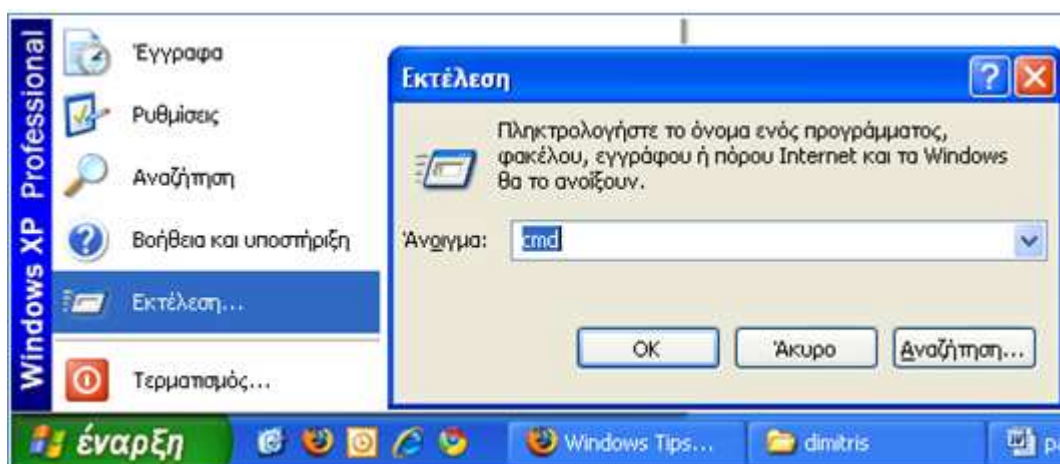 Windows XP Professional
Έγγραφα
Ρυθμίσεις
Αναζήτηση
Βοήθεια και υποστήριξη
Εκτέλεση...
Τερματισμός...
Εκτέλεση
Πληκτρολογήστε το όνομα ενός προγράμματος,
φακέλου, εγγράφου ή πόρου Internet και τα Windows
θα το ανοίξουν.
Άνοιγμα: cmd
OK Άκυρο Αναζήτηση...
έναρξη Windows Tips... dimitris